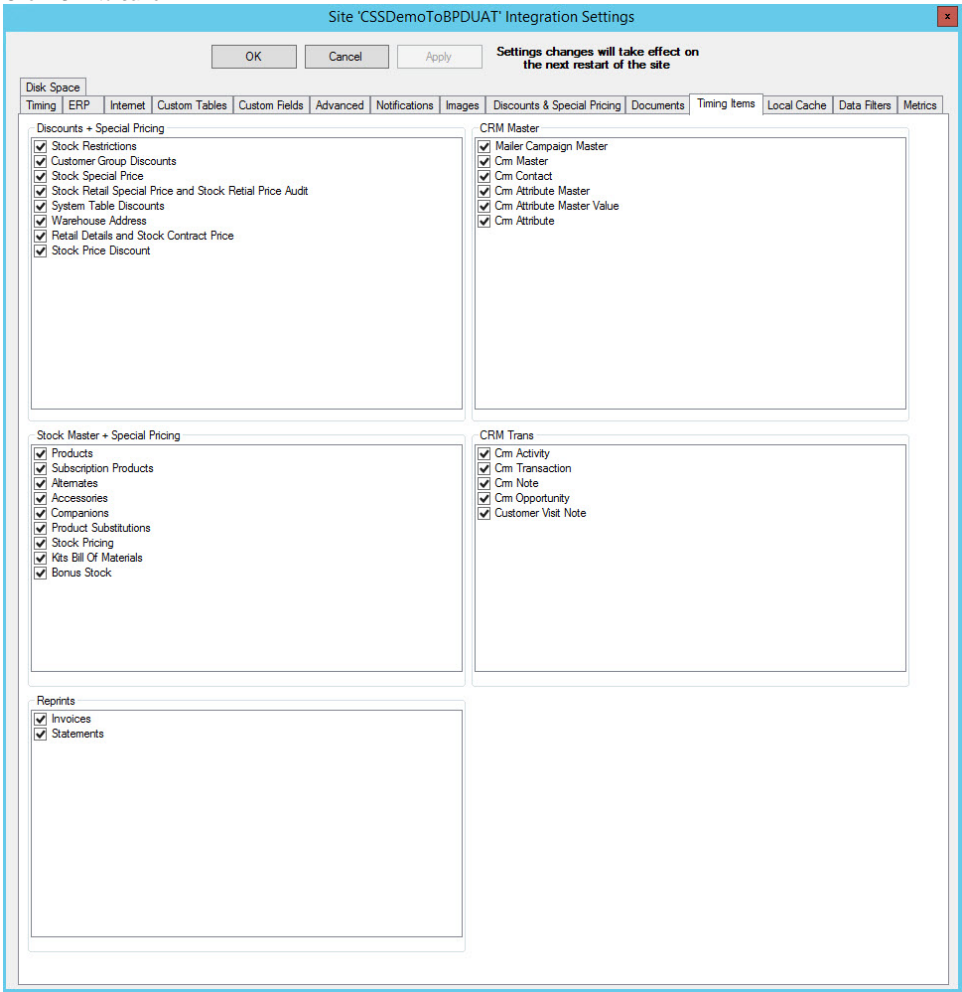 Site 'CSSDemoToBPDUAT' Integration Settings
x
OK Cancel Apply Settings changes will take effect on
the next restart of the site
Disk Space
Timing ERP Internet Custom Tables Custom Fields Advanced Notifications Images Discounts & Special Pricing Documents Timing Items Local Cache Data Filters Metrics
Discounts + Special Pricing
Stock Restrictions
Customer Group Discounts
Stock Special Price
Stock Retail Special Price and Stock Retial Price Audit
System Table Discounts
Warehouse Address
Retail Details and Stock Contract Price
Stock Price Discount
CRM Master
Mailer Campaign Master
Crm Master
Crm Contact
Crm Attribute Master
Crm Attribute Master Value
Crm Attribute
Stock Master + Special Pricing
Products
Subscription Products
Alternates
Accessories
Companions
Product Substitutions
Stock Pricing
Kits Bill Of Materials
Bonus Stock
CRM Trans
Crm Activity
Crm Transaction
Crm Note
Crm Opportunity
Customer Visit Note
Reprints
Invoices
Statements